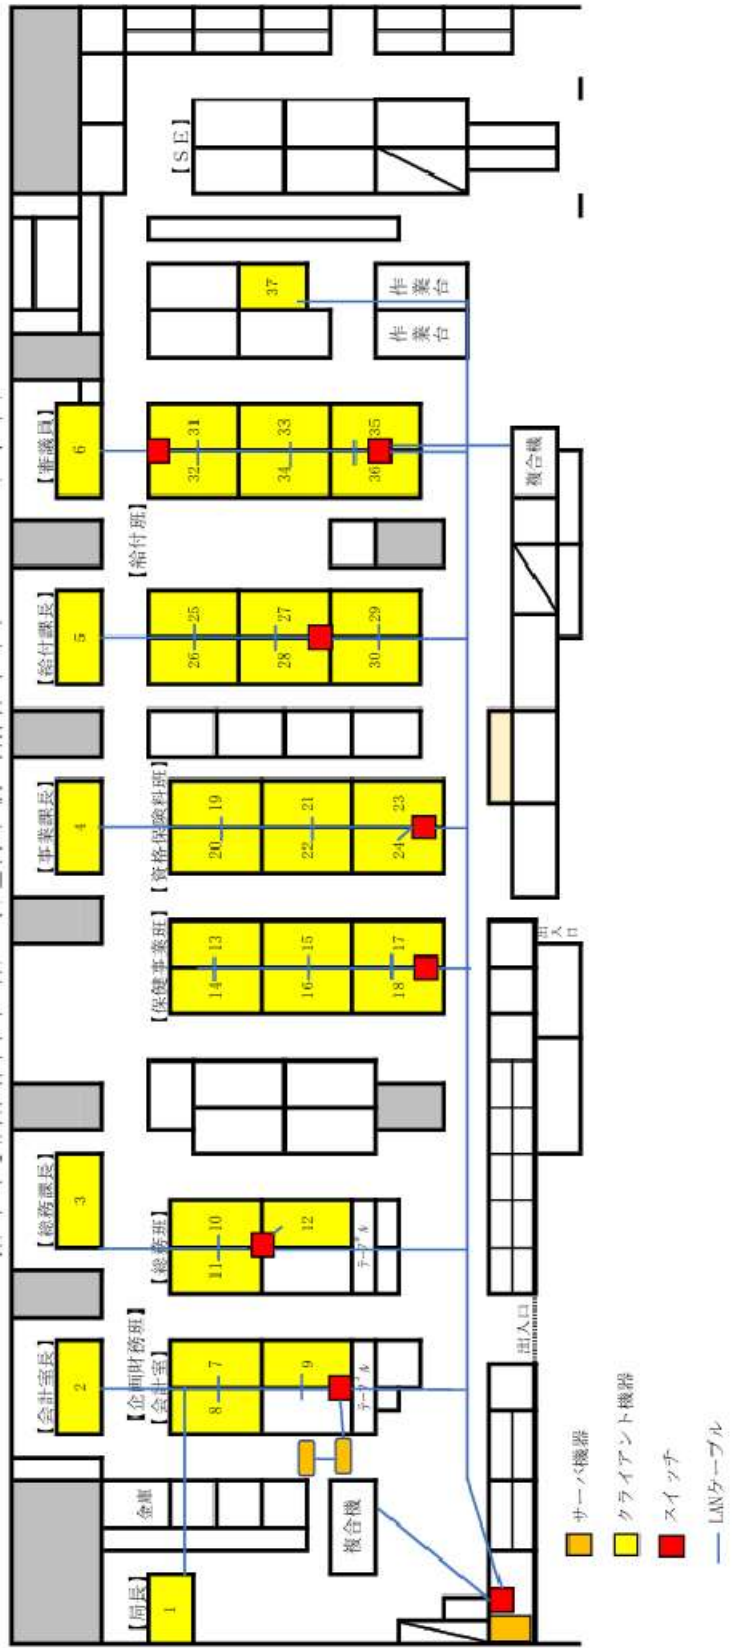 【局長】
1
金庫
複合機
【会計室長】
2
【企画財務班】
【会計室】
7
8
9
テーブル
【総務課長】
3
【総務班】
10
11
12
テーブル
出入口
【保健事業班】
13
14
15
16
17
18
出入口
【事業課長】
4
【資格保険料班】
19
20
21
22
23
24
【給付課長】
5
【給付班】
25
26
27
28
29
30
【審議員】
6
31
32
33
34
35
36
複合機
37
作業台
作業台
【SE】
サーバ機器
クライアント機器
スイッチ
LANケーブル